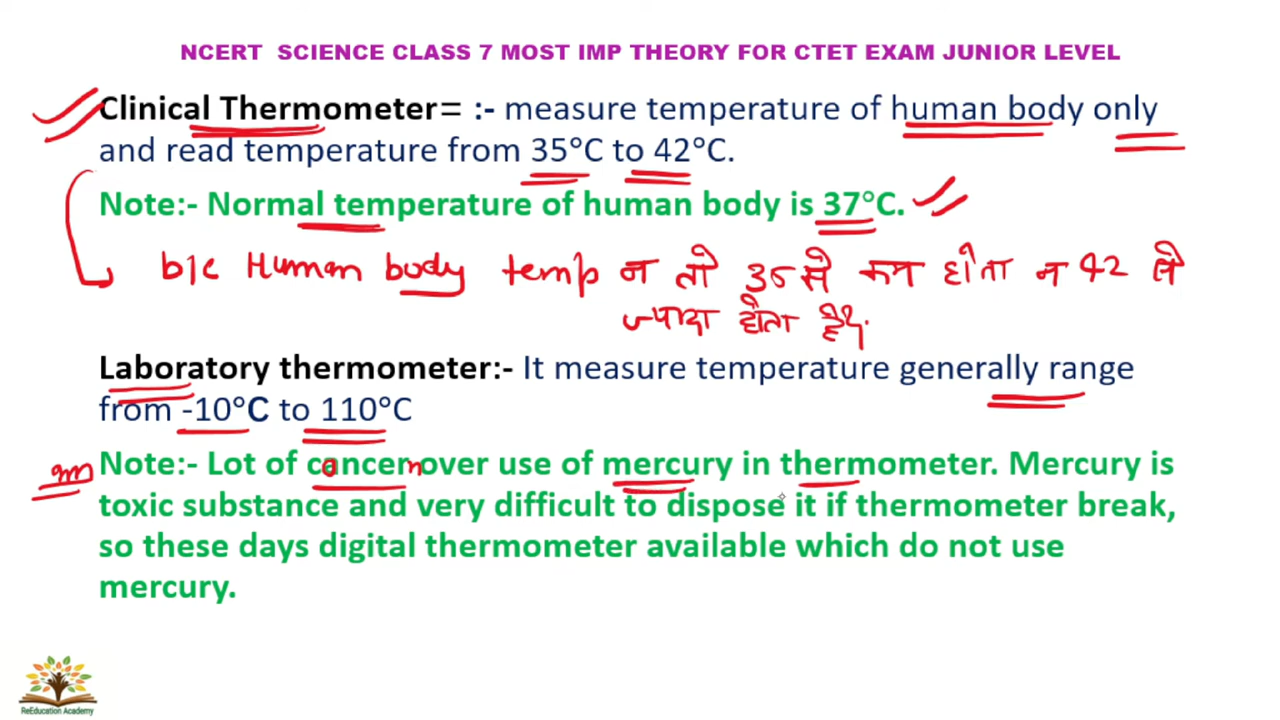 NCERT SCIENCE CLASS 7 MOST IMP THEORY FOR CTET EXAM JUNIOR LEVEL
Clinical Thermometer= :- measure temperature of human body only
and read temperature from 35°C to 42°C.
Note:- Normal temperature of human body is 37°C.
b/c Human body temp न तो 35 से कम होता न 42 से
ज्यादा होता है।
Laboratory thermometer:- It measure temperature generally range
from -10°C to 110°C
Note:- Lot of concern over use of mercury in thermometer. Mercury is
toxic substance and very difficult to dispose it if thermometer break,
so these days digital thermometer available which do not use
mercury.
ReEducation Academy